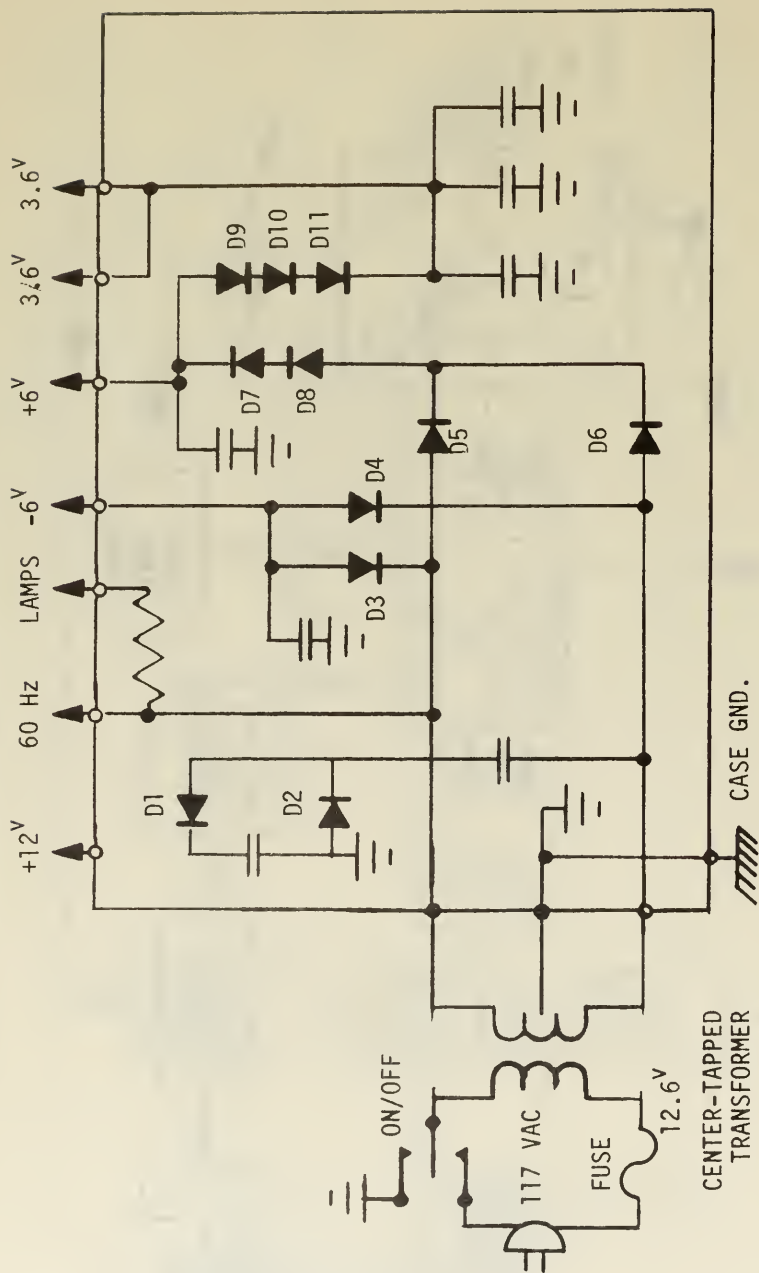 +12V
60 Hz
LAMPS
-6V
+6V
3.6V
3.6V
D1
D2
D3
D4
D5
D6
D7
D8
D9
D10
D11
ON/OFF
117 VAC
FUSE
12.6V
CENTER-TAPPED
TRANSFORMER
CASE GND.